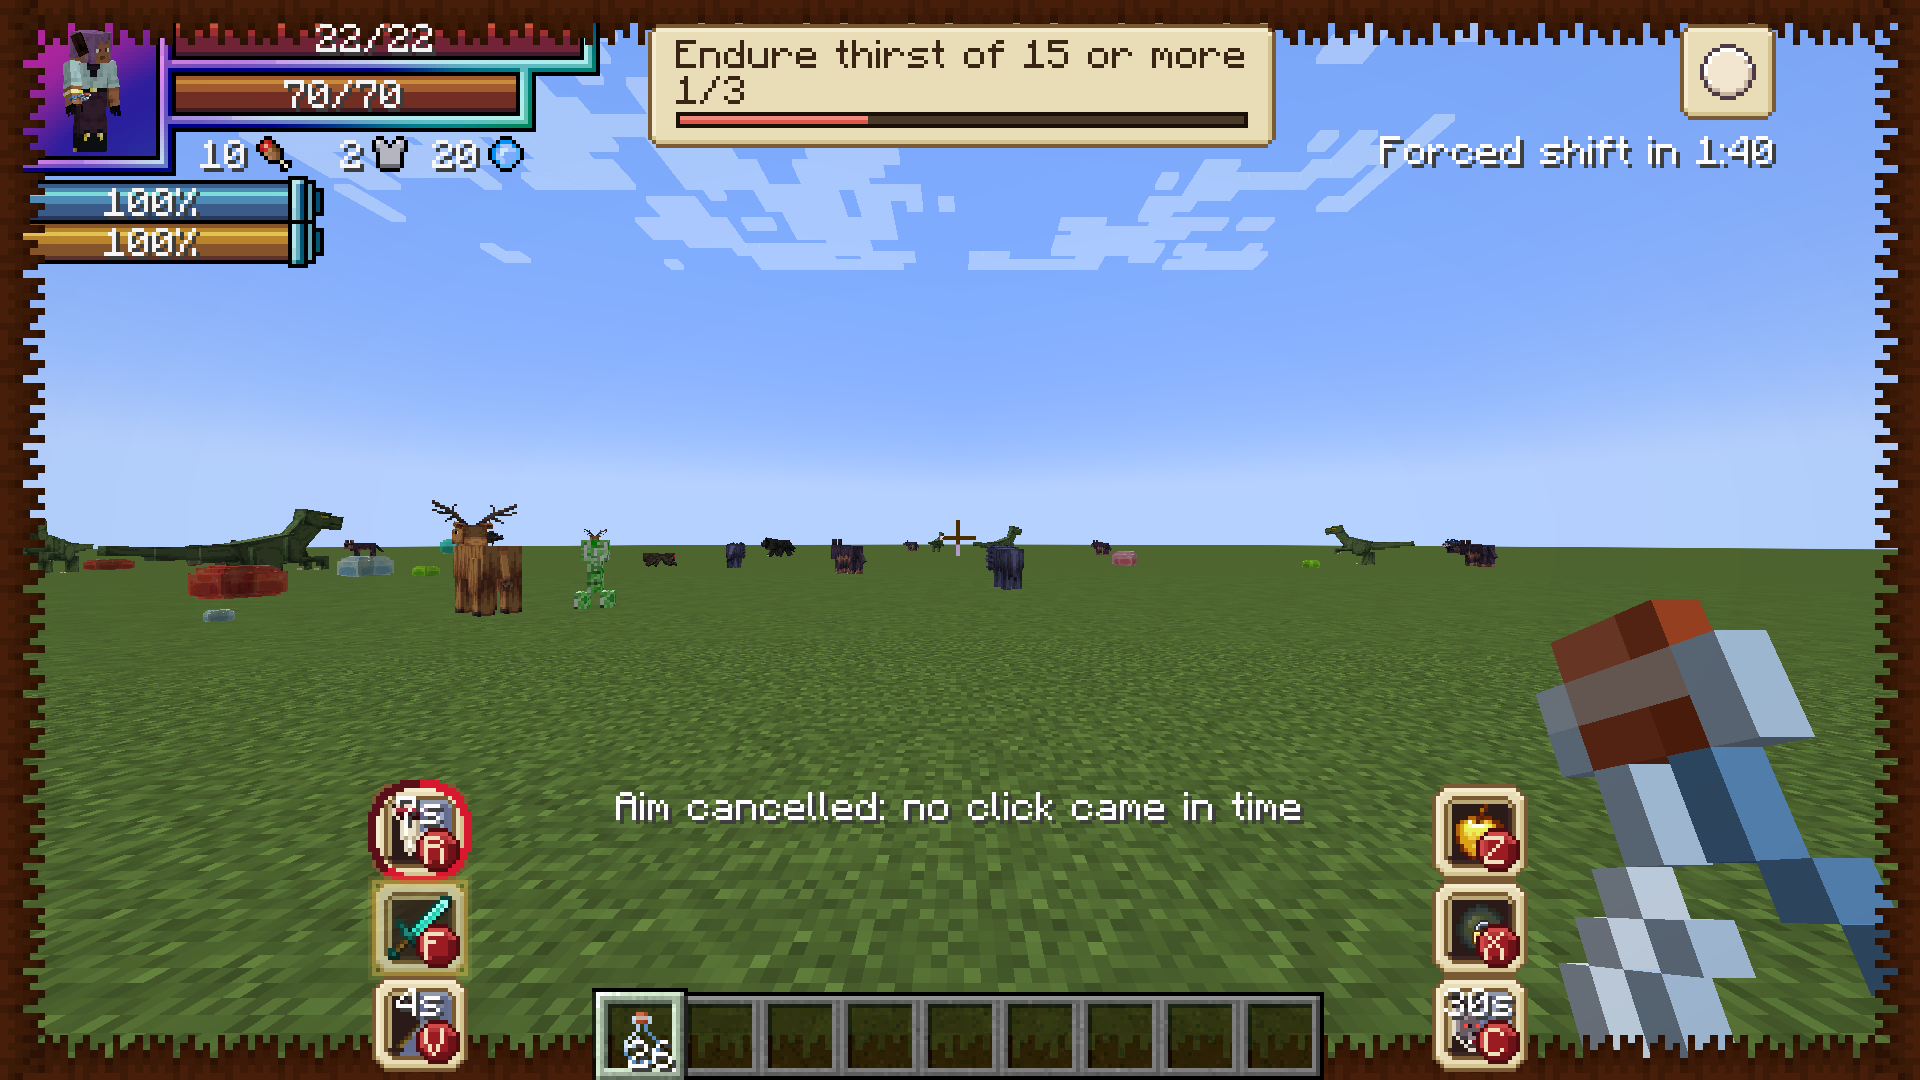 22/22
70/70
10
2
20
100%
100%
Endure thirst of 15 or more
1/3
Forced shift in 1:40
Aim cancelled: no click came in time
R
F
4s
V
Z
X
30s
C
26